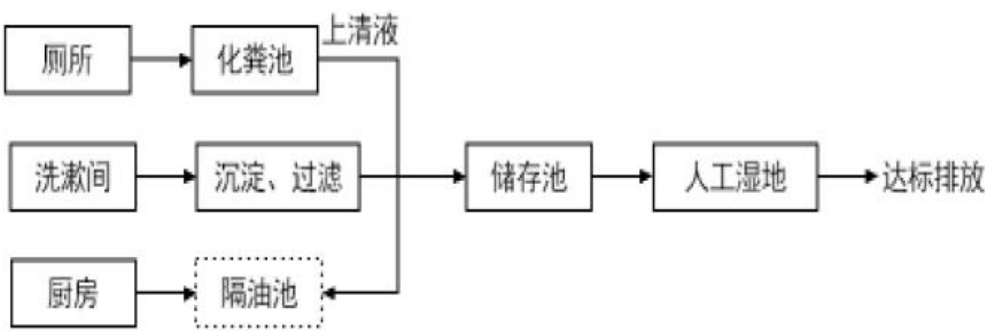 上清液
厕所
化粪池
洗漱间
沉淀、过滤
储存池
人工湿地
达标排放
厨房
隔油池